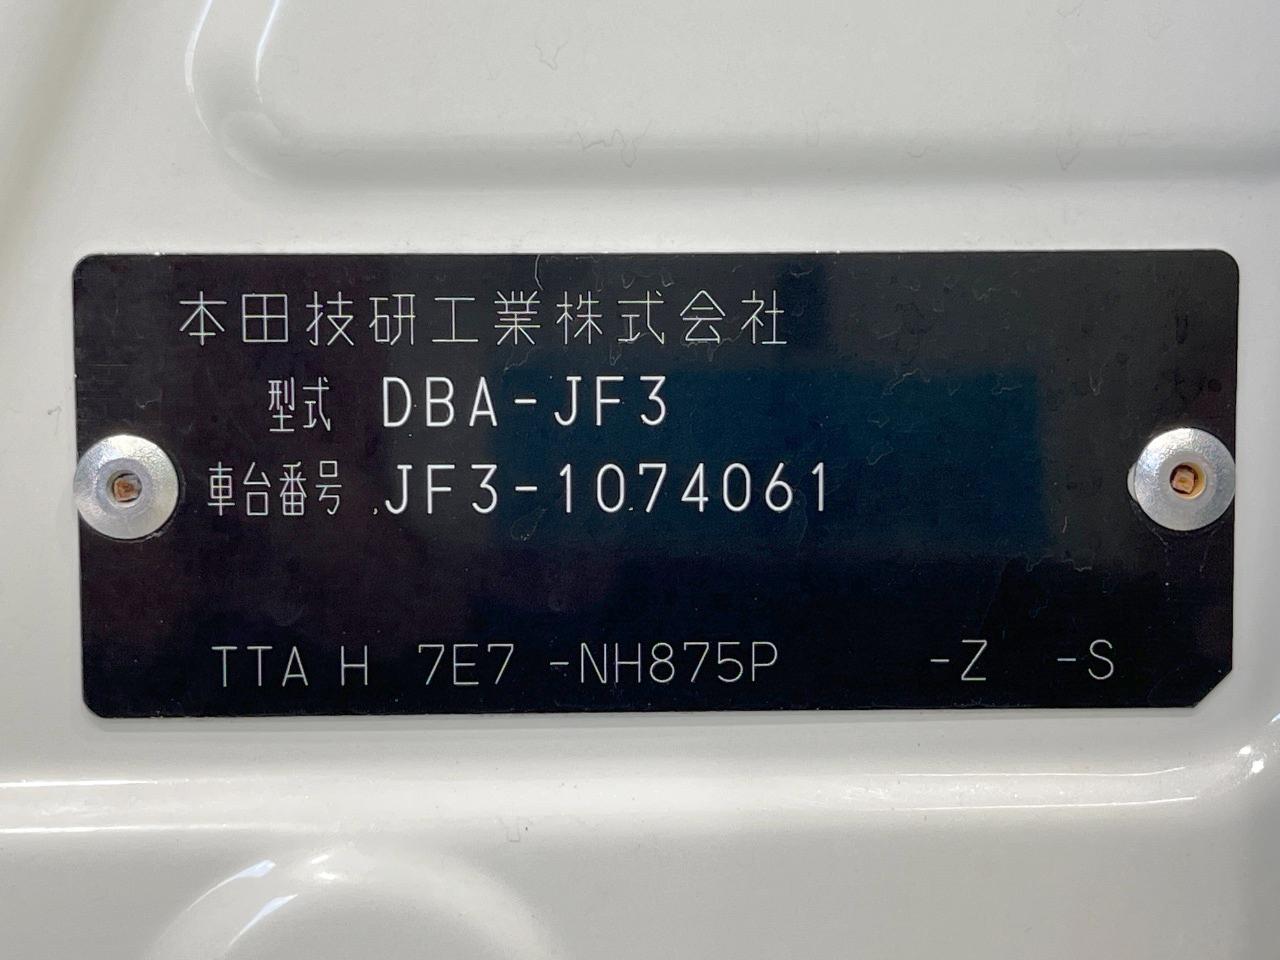 本田技研工業株式会社
型式 DBA-JF3
車台番号 JF3-1074061
TTA H 7E7 -NH875P -Z -S